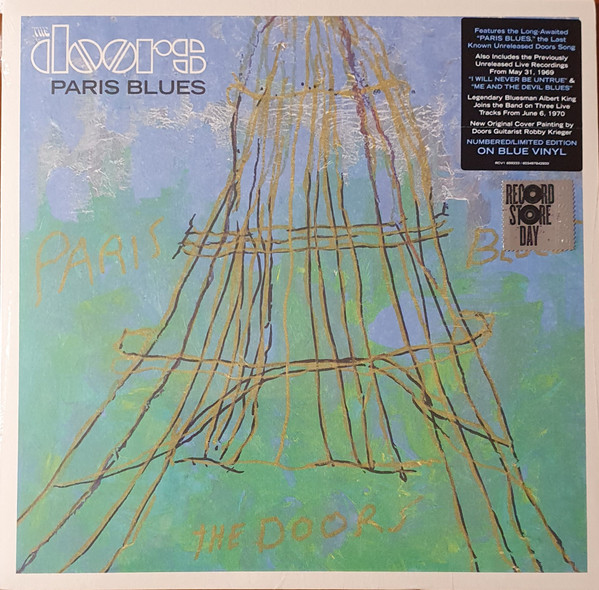 THE
doors
PARIS BLUES
Features the Long-Awaited
"PARIS BLUES," the Last
Known Unreleased Doors Song
Also Includes the Previously
Unreleased Live Recordings
From May 31, 1969
"I WILL NEVER BE UNTRUE" &
"ME AND THE DEVIL BLUES"
Legendary Bluesman Albert King
Joins the Band on Three Live
Tracks From June 6, 1970
New Original Cover Painting by
Doors Guitarist Robby Krieger
NUMBERED/LIMITED EDITION
ON BLUE VINYL
RECORD
STORE
DAY
PARIS
THE DOORS